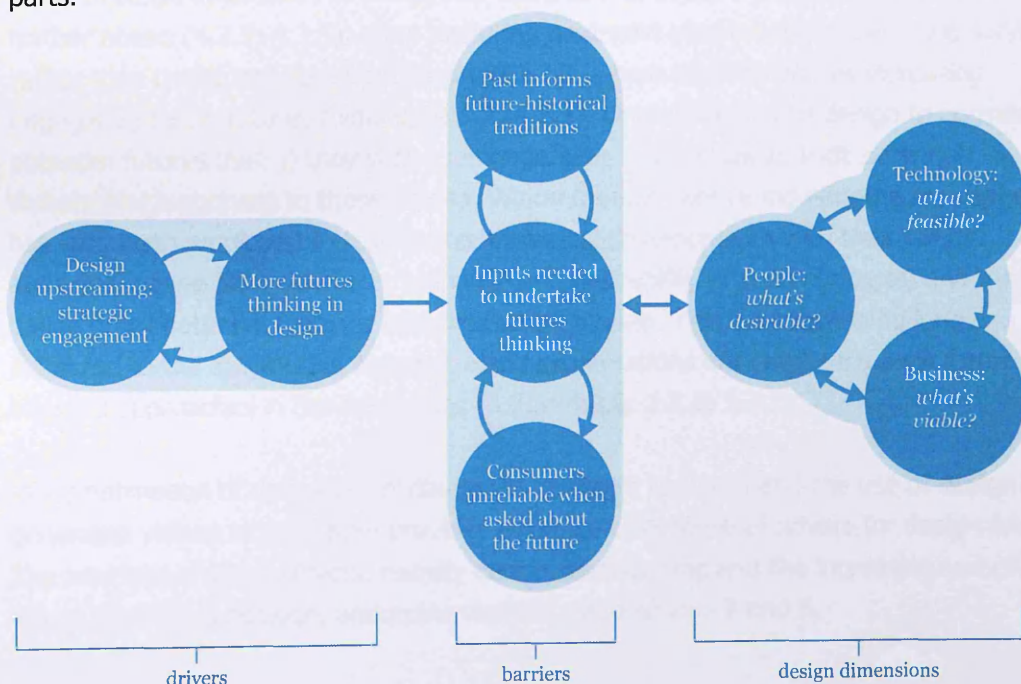 parts.
Past informs
future-historical
traditions
Design
upstreaming:
strategic
engagement
More futures
thinking in
design
Inputs needed
to undertake
futures
thinking
Consumers
unreliable when
asked about
the future
People:
what's
desirable?
Technology:
what's
feasible?
Business:
what's
viable?
drivers
barriers
design dimensions